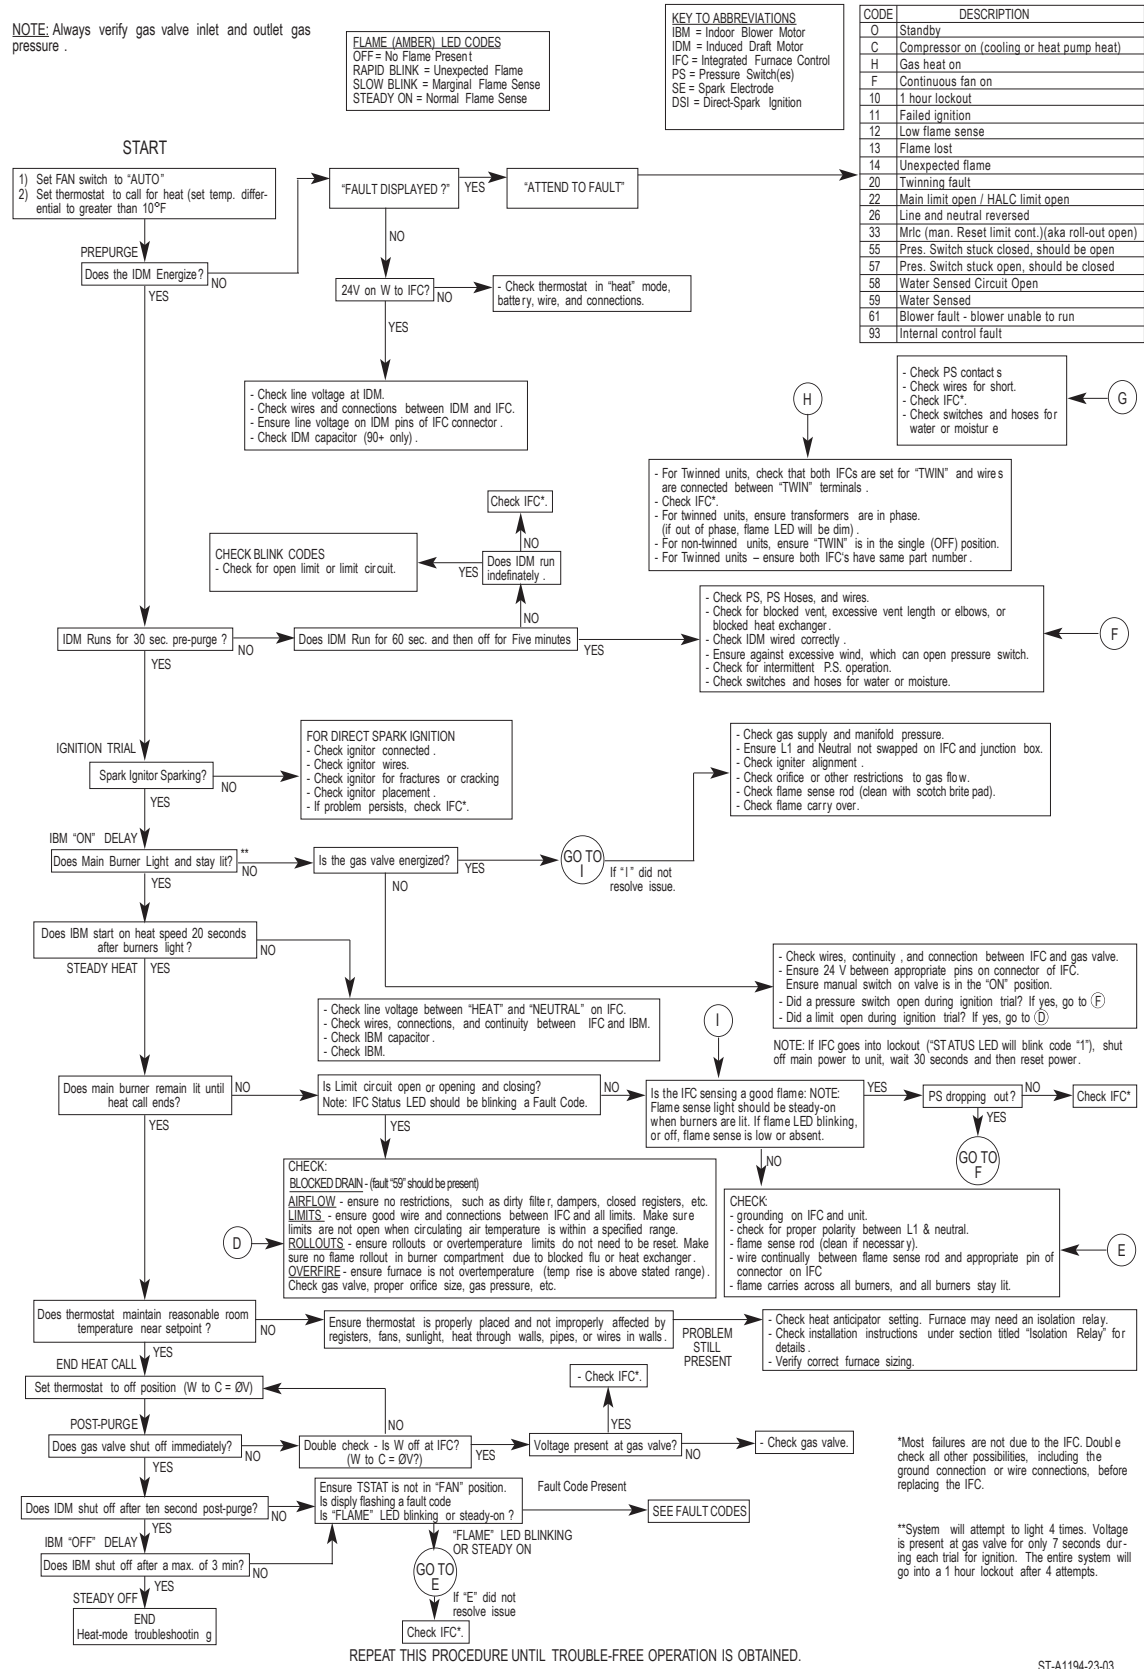 NOTE: Always verify gas valve inlet and outlet gas
pressure .
FLAME (AMBER) LED CODES
OFF = No Flame Present
RAPID BLINK = Unexpected Flame
SLOW BLINK = Marginal Flame Sense
STEADY ON = Normal Flame Sense
KEY TO ABBREVIATIONS
IBM = Indoor Blower Motor
IDM = Induced Draft Motor
IFC = Integrated Furnace Control
PS = Pressure Switch(es)
SE = Spark Electrode
DSI = Direct-Spark Ignition
CODE DESCRIPTION
O Standby
C Compressor on (cooling or heat pump heat)
H Gas heat on
F Continuous fan on
10 1 hour lockout
11 Failed ignition
12 Low flame sense
13 Flame lost
14 Unexpected flame
20 Twinning fault
22 Main limit open / HALC limit open
26 Line and neutral reversed
33 Mrlc (man. Reset limit cont.)(aka roll-out open)
55 Pres. Switch stuck closed, should be open
57 Pres. Switch stuck open, should be closed
58 Water Sensed Circuit Open
59 Water Sensed
61 Blower fault - blower unable to run
93 Internal control fault
START
1) Set FAN switch to "AUTO"
2) Set thermostat to call for heat (set temp. differ-
ential to greater than 10°F
"FAULT DISPLAYED ?"
YES
"ATTEND TO FAULT"
NO
PREPURGE
Does the IDM Energize?
NO
YES
24V on W to IFC?
NO
- Check thermostat in "heat" mode,
battery, wire, and connections.
YES
- Check line voltage at IDM.
- Check wires and connections between IDM and IFC.
- Ensure line voltage on IDM pins of IFC connector .
- Check IDM capacitor (90+ only) .
- Check PS contact s
- Check wires for short.
- Check IFC*.
- Check switches and hoses for
water or moistur e
G
H
- For Twinned units, check that both IFCs are set for "TWIN" and wire s
are connected between "TWIN" terminals .
- Check IFC*.
- For twinned units, ensure transformers are in phase.
(if out of phase, flame LED will be dim) .
- For non-twinned units, ensure "TWIN" is in the single (OFF) position.
- For Twinned units – ensure both IFC's have same part number .
Check IFC*.
NO
CHECK BLINK CODES
- Check for open limit or limit circuit.
YES
Does IDM run
indefinately .
NO
IDM Runs for 30 sec. pre-purge ?
NO
YES
Does IDM Run for 60 sec. and then off for Five minutes
YES
- Check PS, PS Hoses, and wires.
- Check for blocked vent, excessive vent length or elbows, or
blocked heat exchanger .
- Check IDM wired correctly .
- Ensure against excessive wind, which can open pressure switch.
- Check for intermittent P.S. operation.
- Check switches and hoses for water or moisture.
F
IGNITION TRIAL
Spark Ignitor Sparking?
NO
YES
FOR DIRECT SPARK IGNITION
- Check ignitor connected .
- Check ignitor wires.
- Check ignitor for fractures or cracking
- Check ignitor placement .
- If problem persists, check IFC*.
- Check gas supply and manifold pressure.
- Ensure L1 and Neutral not swapped on IFC and junction box.
- Check igniter alignment .
- Check orifice or other restrictions to gas flow.
- Check flame sense rod (clean with scotch brite pad).
- Check flame carry over.
IBM "ON" DELAY
Does Main Burner Light and stay lit?
**
NO
YES
Is the gas valve energized?
YES
NO
GO TO
I
If "I" did not
resolve issue.
Does IBM start on heat speed 20 seconds
after burners light ?
NO
STEADY HEAT YES
- Check line voltage between "HEAT" and "NEUTRAL" on IFC.
- Check wires, connections, and continuity between IFC and IBM.
- Check IBM capacitor .
- Check IBM.
- Check wires, continuity , and connection between IFC and gas valve.
- Ensure 24 V between appropriate pins on connector of IFC.
Ensure manual switch on valve is in the "ON" position.
- Did a pressure switch open during ignition trial? If yes, go to F
- Did a limit open during ignition trial? If yes, go to D
NOTE: If IFC goes into lockout ("STATUS LED will blink code "1"), shut
off main power to unit, wait 30 seconds and then reset power.
I
Does main burner remain lit until
heat call ends?
NO
YES
Is Limit circuit open or opening and closing?
Note: IFC Status LED should be blinking a Fault Code.
NO
YES
Is the IFC sensing a good flame: NOTE:
Flame sense light should be steady-on
when burners are lit. If flame LED blinking,
or off, flame sense is low or absent.
YES
NO
PS dropping out?
NO
Check IFC*
YES
GO TO
F
CHECK:
BLOCKED DRAIN - (fault "59" should be present)
AIRFLOW - ensure no restrictions, such as dirty filter, dampers, closed registers, etc.
LIMITS - ensure good wire and connections between IFC and all limits. Make sure
limits are not open when circulating air temperature is within a specified range.
ROLLOUTS - ensure rollouts or overtemperature limits do not need to be reset. Make
sure no flame rollout in burner compartment due to blocked flu or heat exchanger .
OVERFIRE - ensure furnace is not overtemperature (temp rise is above stated range) .
Check gas valve, proper orifice size, gas pressure, etc.
D
CHECK:
- grounding on IFC and unit.
- check for proper polarity between L1 & neutral.
- flame sense rod (clean if necessary).
- wire continually between flame sense rod and appropriate pin of
connector on IFC
- flame carries across all burners, and all burners stay lit.
E
Does thermostat maintain reasonable room
temperature near setpoint ?
NO
YES
Ensure thermostat is properly placed and not improperly affected by
registers, fans, sunlight, heat through walls, pipes, or wires in walls .
PROBLEM
STILL
PRESENT
- Check heat anticipator setting. Furnace may need an isolation relay.
- Check installation instructions under section titled "Isolation Relay" for
details .
- Verify correct furnace sizing.
END HEAT CALL
Set thermostat to off position (W to C = ØV)
- Check IFC*.
POST-PURGE
NO
YES
Does gas valve shut off immediately?
NO
YES
Double check - Is W off at IFC?
(W to C = ØV?)
YES
Voltage present at gas valve?
NO
- Check gas valve.
Does IDM shut off after ten second post-purge?
NO
YES
Ensure TSTAT is not in "FAN" position.
Is disply flashing a fault code
Is "FLAME" LED blinking or steady-on ?
Fault Code Present
SEE FAULT CODES
"FLAME" LED BLINKING
OR STEADY ON
IBM "OFF" DELAY
Does IBM shut off after a max. of 3 min?
NO
YES
GO TO
E
If "E" did not
resolve issue
Check IFC*.
STEADY OFF
END
Heat-mode troubleshootin g
*Most failures are not due to the IFC. Doubl e
check all other possibilities, including the
ground connection or wire connections, before
replacing the IFC.
**System will attempt to light 4 times. Voltage
is present at gas valve for only 7 seconds dur-
ing each trial for ignition. The entire system will
go into a 1 hour lockout after 4 attempts.
REPEAT THIS PROCEDURE UNTIL TROUBLE-FREE OPERATION IS OBTAINED.
ST-A1194-23-03